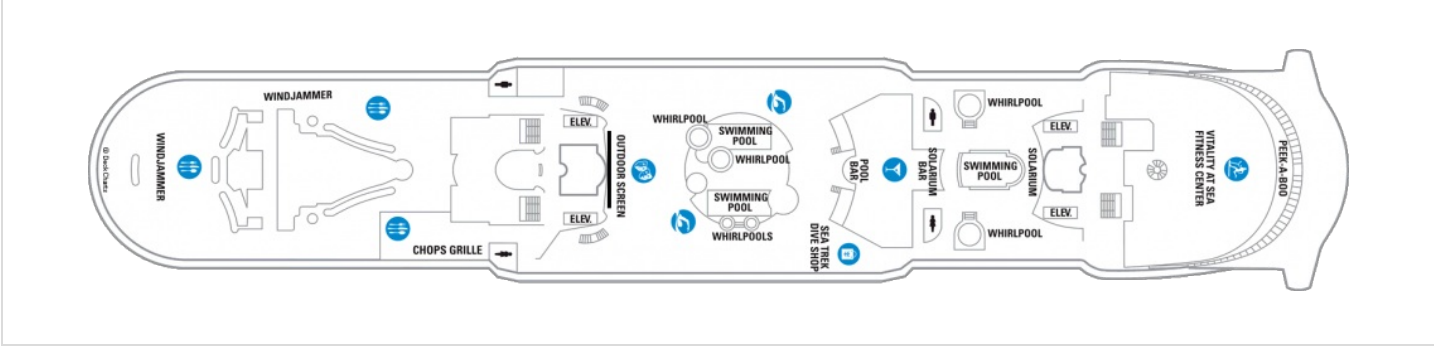 WINDJAMMER
WINDJAMMER
© Deck Chartz
CHOPS GRILLE
ELEV.
ELEV.
OUTDOOR SCREEN
WHIRLPOOL
SWIMMING
POOL
WHIRLPOOL
SWIMMING
POOL
WHIRLPOOLS
POOL
BAR
SEA TREK
DIVE SHOP
SOLARIUM
BAR
WHIRLPOOL
SWIMMING
POOL
WHIRLPOOL
SOLARIUM
ELEV.
ELEV.
VITALITY AT SEA
FITNESS CENTER
PEEK-A-BOO